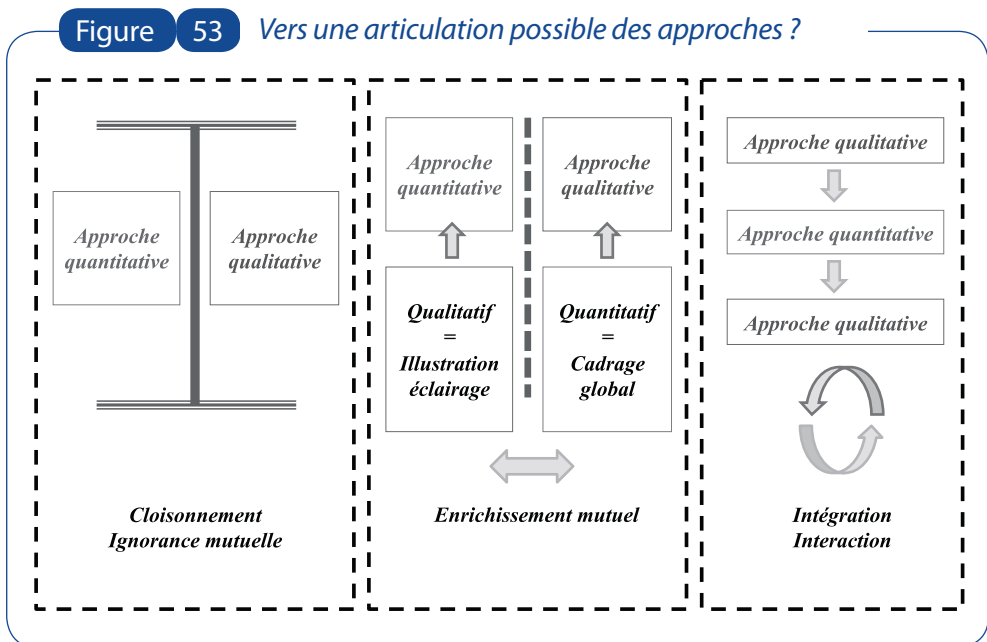 Figure 53 Vers une articulation possible des approches ?
Approche
quantitative
Approche
qualitative
Cloisonnement
Ignorance mutuelle
Approche
quantitative
Approche
qualitative
Qualitatif
=
Illustration
éclairage
Quantitatif
=
Cadrage
global
Enrichissement mutuel
Approche qualitative
Approche quantitative
Approche qualitative
Intégration
Interaction